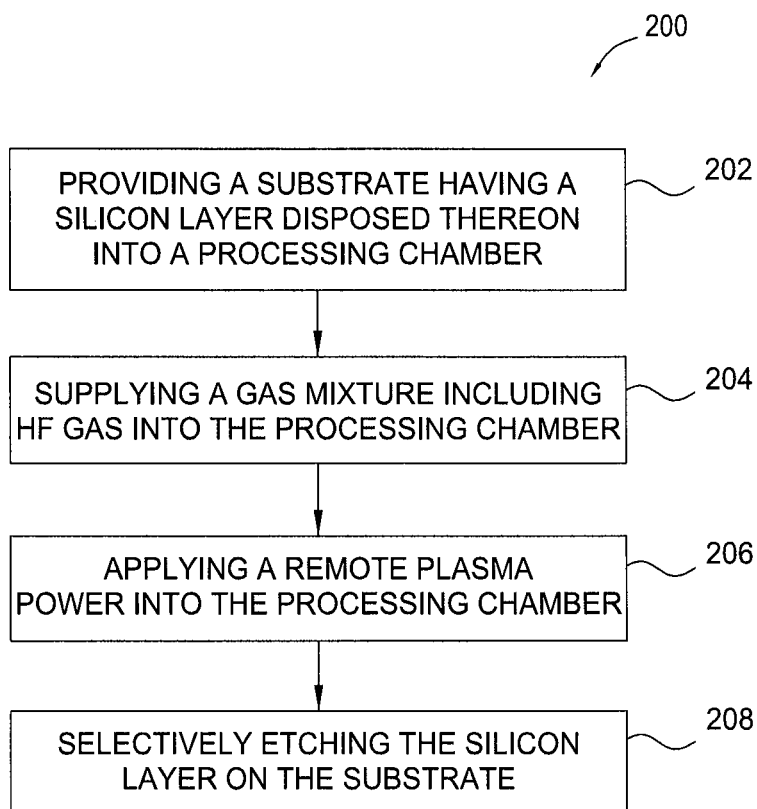 200
PROVIDING A SUBSTRATE HAVING A
SILICON LAYER DISPOSED THEREON
INTO A PROCESSING CHAMBER
202
SUPPLYING A GAS MIXTURE INCLUDING
HF GAS INTO THE PROCESSING CHAMBER
204
APPLYING A REMOTE PLASMA
POWER INTO THE PROCESSING CHAMBER
206
SELECTIVELY ETCHING THE SILICON
LAYER ON THE SUBSTRATE
208